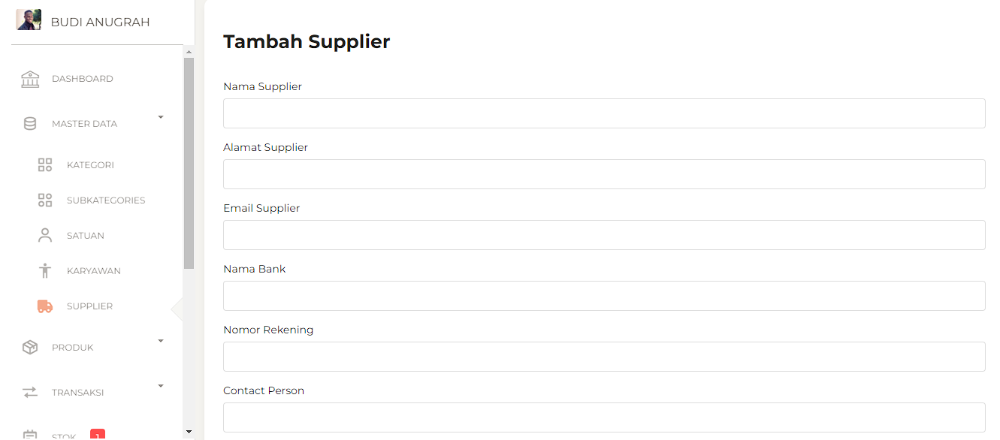 BUDI ANUGRAH
DASHBOARD
MASTER DATA
KATEGORI
SUBKATEGORIES
SATUAN
KARYAWAN
SUPPLIER
PRODUK
TRANSAKSI
STOK 1
Tambah Supplier
Nama Supplier
Alamat Supplier
Email Supplier
Nama Bank
Nomor Rekening
Contact Person